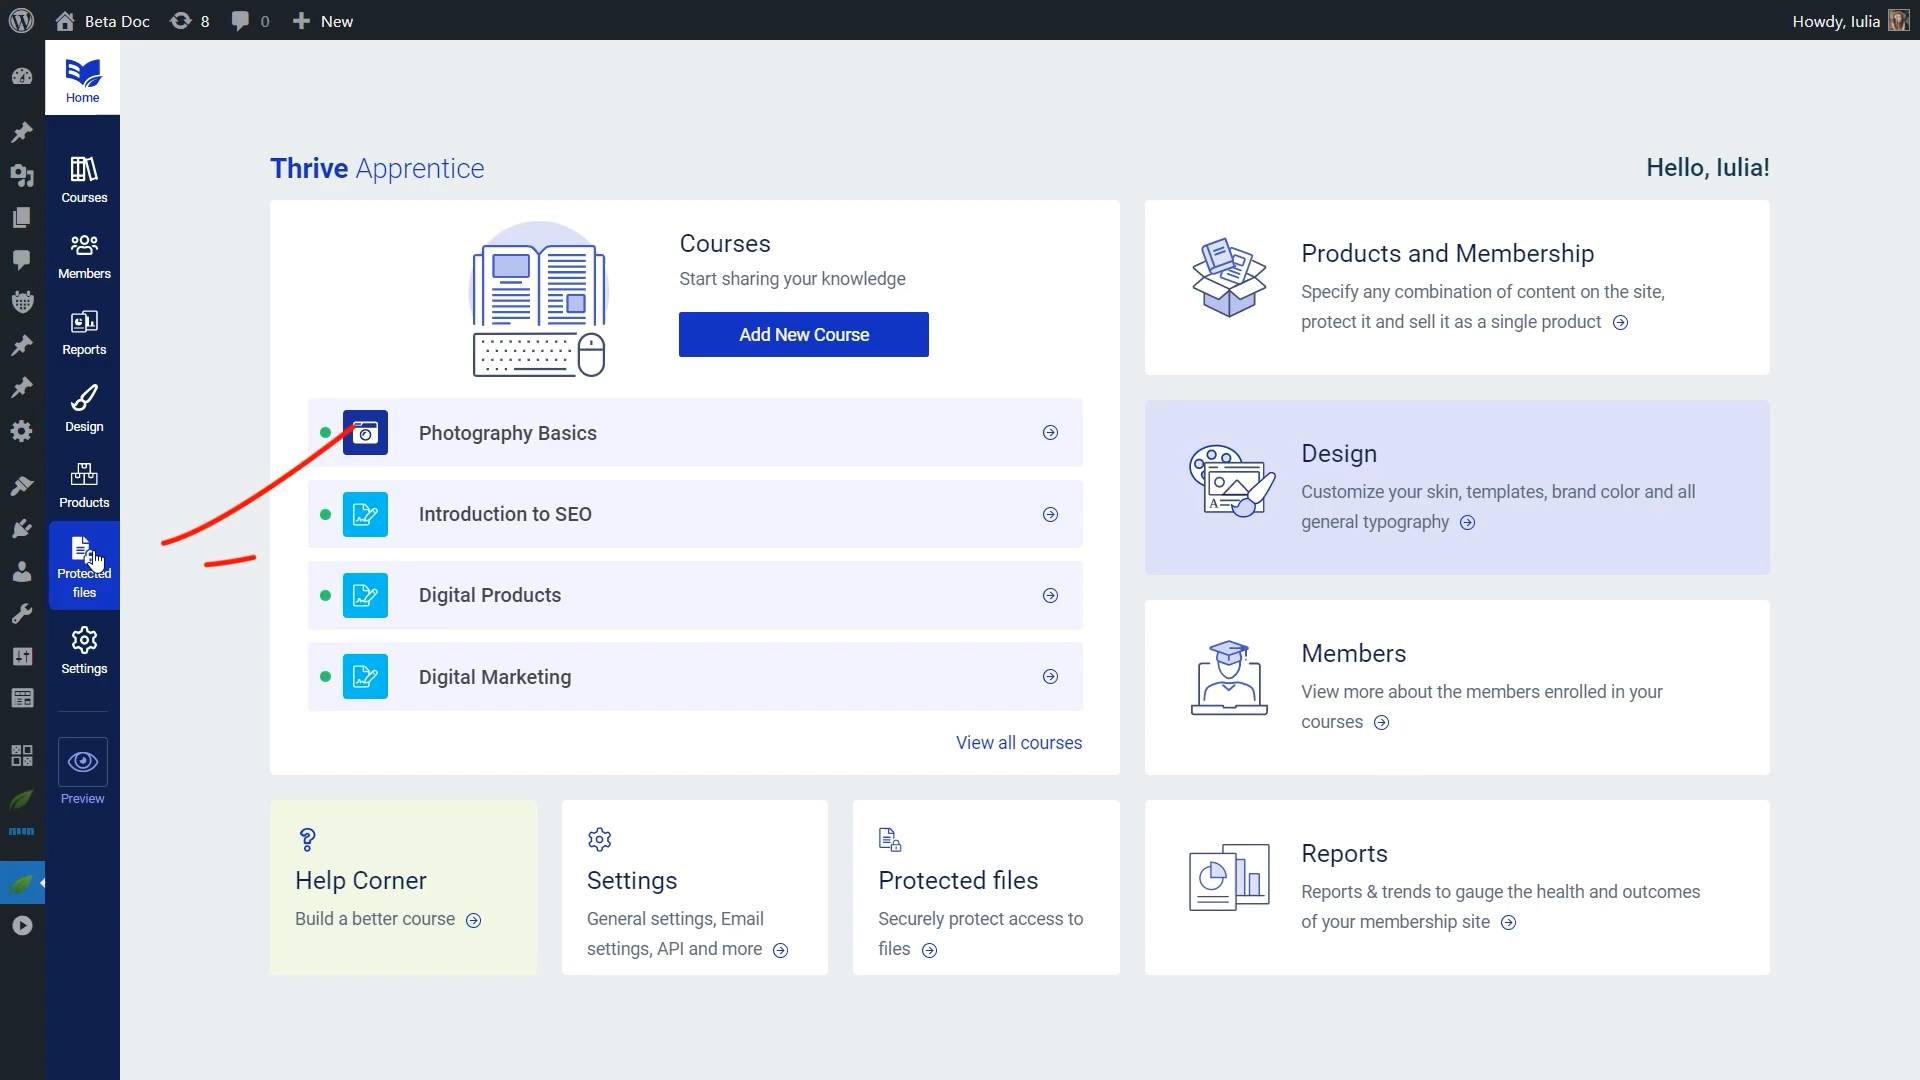 Beta Doc 8 0 New Howdy, Iulia
Home
Courses
Members
Reports
Design
Products
Protected
files
Settings
Preview
Thrive Apprentice
Hello, Iulia!
Courses
Start sharing your knowledge
Add New Course
Photography Basics
Introduction to SEO
Digital Products
Digital Marketing
View all courses
Products and Membership
Specify any combination of content on the site,
protect it and sell it as a single product
Design
Customize your skin, templates, brand color and all
general typography
Members
View more about the members enrolled in your
courses
Help Corner
Build a better course
Settings
General settings, Email
settings, API and more
Protected files
Securely protect access to
files
Reports
Reports & trends to gauge the health and outcomes
of your membership site